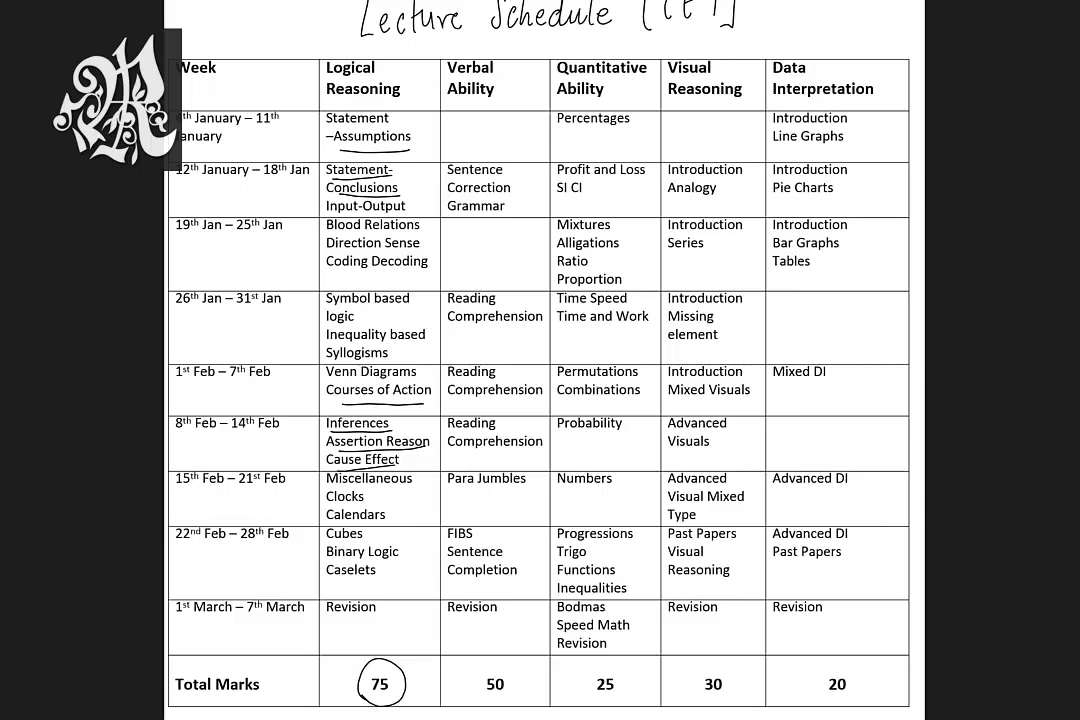 Lecture Schedule [CET]
Week
Logical Reasoning
Verbal Ability
Quantitative Ability
Visual Reasoning
Data Interpretation
4th January – 11th January
Statement
–Assumptions
Percentages
Introduction
Line Graphs
12th January – 18th Jan
Statement-
Conclusions
Input-Output
Sentence
Correction
Grammar
Profit and Loss
SI CI
Introduction
Analogy
Introduction
Pie Charts
19th Jan – 25th Jan
Blood Relations
Direction Sense
Coding Decoding
Mixtures
Alligations
Ratio
Proportion
Introduction
Series
Introduction
Bar Graphs
Tables
26th Jan – 31st Jan
Symbol based
logic
Inequality based
Syllogisms
Reading
Comprehension
Time Speed
Time and Work
Introduction
Missing
element
1st Feb – 7th Feb
Venn Diagrams
Courses of Action
Reading
Comprehension
Permutations
Combinations
Introduction
Mixed Visuals
Mixed DI
8th Feb – 14th Feb
Inferences
Assertion Reason
Cause Effect
Reading
Comprehension
Probability
Advanced
Visuals
15th Feb – 21st Feb
Miscellaneous
Clocks
Calendars
Para Jumbles
Numbers
Advanced
Visual Mixed
Type
Advanced DI
22nd Feb – 28th Feb
Cubes
Binary Logic
Caselets
FIBS
Sentence
Completion
Progressions
Trigo
Functions
Inequalities
Past Papers
Visual
Reasoning
Advanced DI
Past Papers
1st March – 7th March
Revision
Revision
Bodmas
Speed Math
Revision
Revision
Revision
Total Marks
75
50
25
30
20